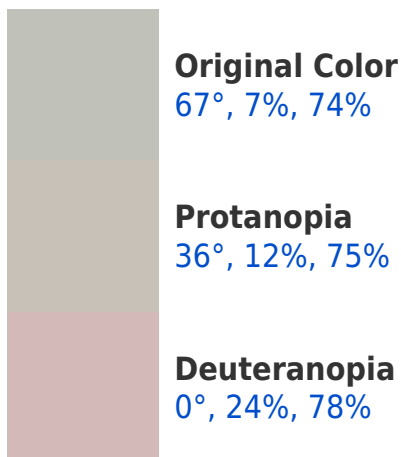 Original Color
67°, 7%, 74%
Protanopia
36°, 12%, 75%
Deuteranopia
0°, 24%, 78%